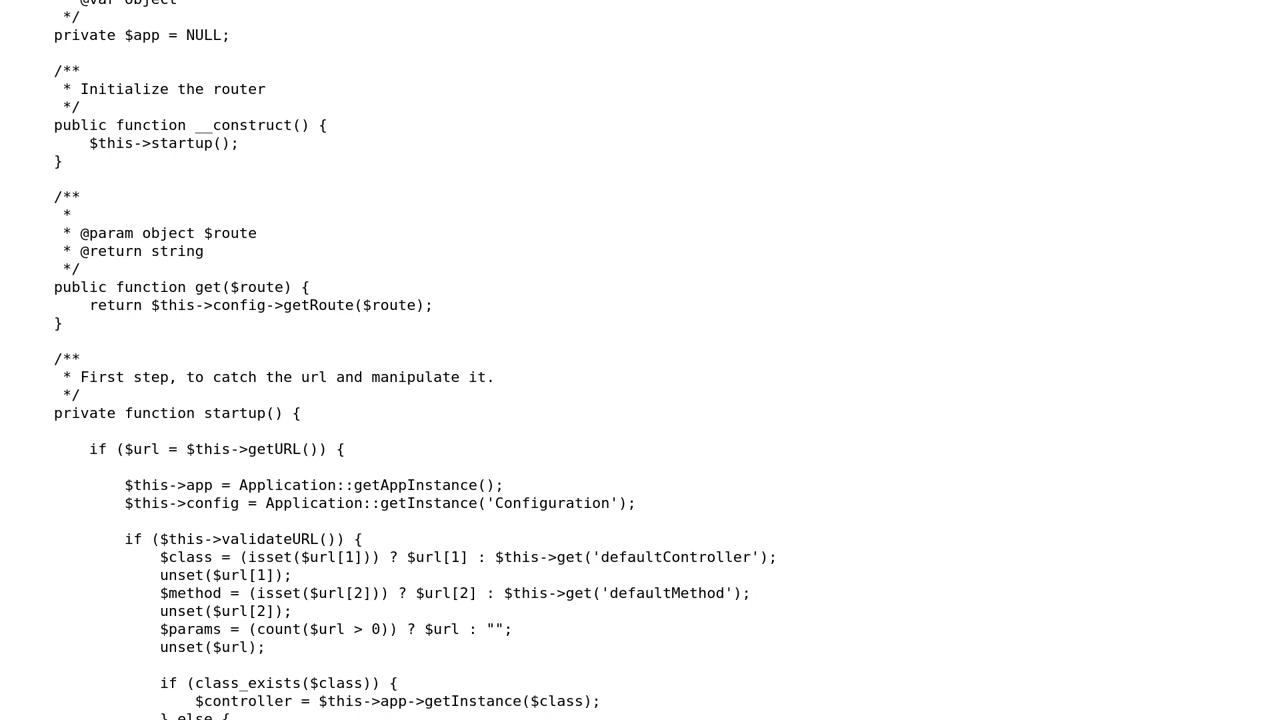 * @var object
*/
private $app = NULL;
/**
* Initialize the router
*/
public function __construct() {
$this->startup();
}
/**
*
* @param object $route
* @return string
*/
public function get($route) {
return $this->config->getRoute($route);
}
/**
* First step, to catch the url and manipulate it.
*/
private function startup() {
if ($url = $this->getURL()) {
$this->app = Application::getAppInstance();
$this->config = Application::getInstance('Configuration');
if ($this->validateURL()) {
$class = (isset($url[1])) ? $url[1] : $this->get('defaultController');
unset($url[1]);
$method = (isset($url[2])) ? $url[2] : $this->get('defaultMethod');
unset($url[2]);
$params = (count($url > 0)) ? $url : "";
unset($url);
if (class_exists($class)) {
$controller = $this->app->getInstance($class);
} else {